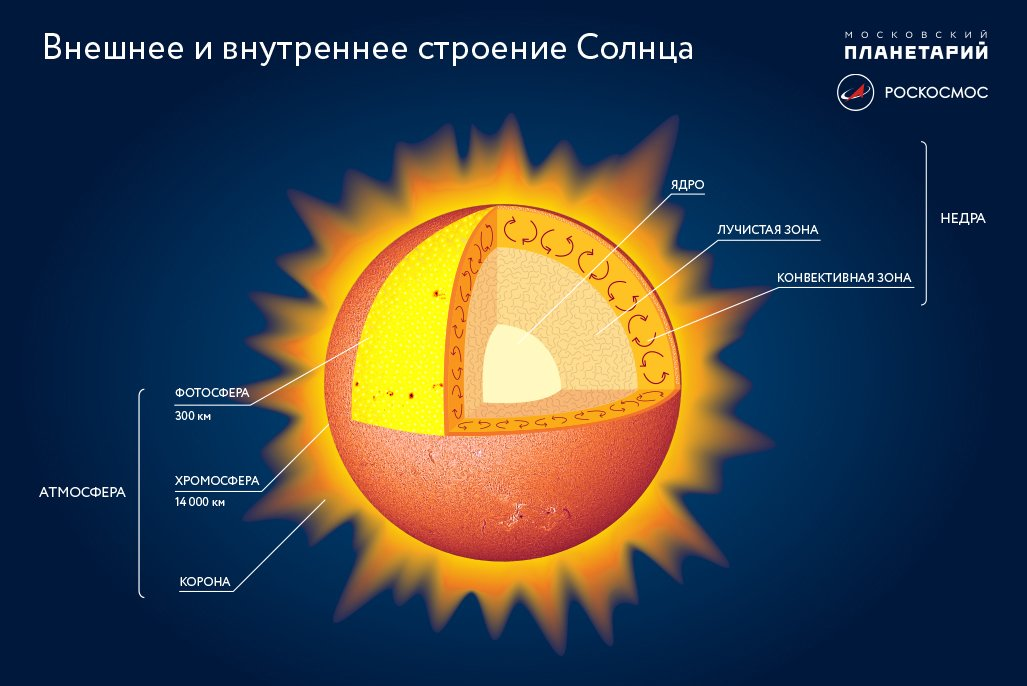 Внешнее и внутреннее строение Солнца
МОСКОВСКИЙ
ПЛАНЕТАРИЙ
РОСКОСМОС
ЯДРО
ЛУЧИСТАЯ ЗОНА
КОНВЕКТИВНАЯ ЗОНА
НЕДРА
ФОТОСФЕРА
300 км
ХРОМОСФЕРА
14 000 км
КОРОНА
АТМОСФЕРА